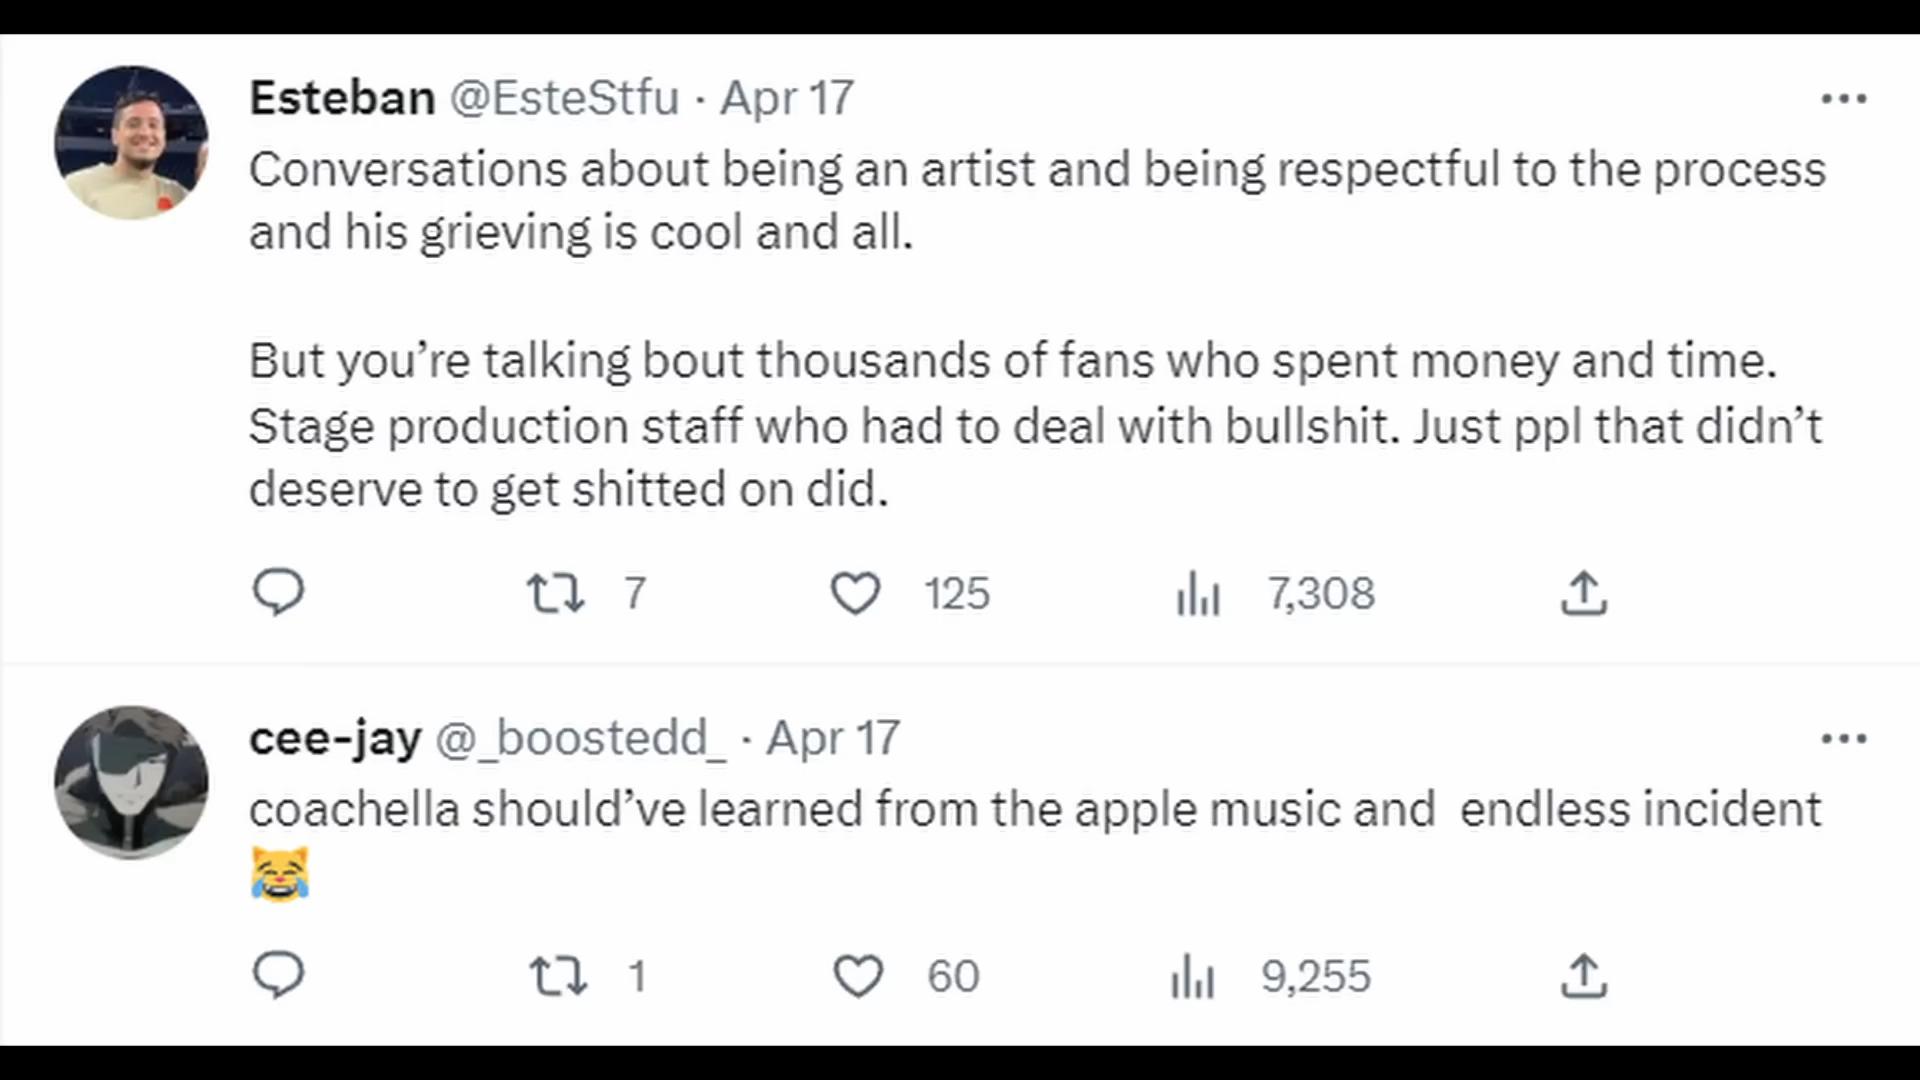 Esteban @EsteStfu · Apr 17
Conversations about being an artist and being respectful to the process
and his grieving is cool and all.
But you’re talking bout thousands of fans who spent money and time.
Stage production staff who had to deal with bullshit. Just ppl that didn’t
deserve to get shitted on did.
7 125 7,308
cee-jay @_boostedd_ · Apr 17
coachella should’ve learned from the apple music and  endless incident
😹
1 60 9,255